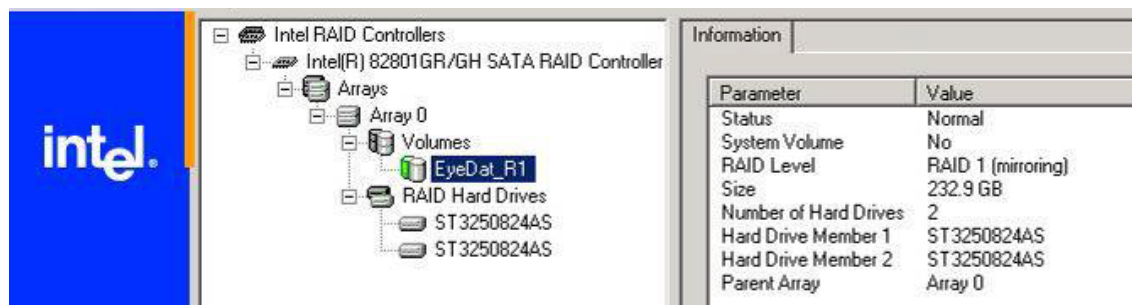 intel.
Intel RAID Controllers
Intel(R) 82801GR/GH SATA RAID Controller
Arrays
Array 0
Volumes
EyeDat_R1
RAID Hard Drives
ST3250824AS
ST3250824AS
Information
Parameter Value
Status Normal
System Volume No
RAID Level RAID 1 (mirroring)
Size 232.9 GB
Number of Hard Drives 2
Hard Drive Member 1 ST3250824AS
Hard Drive Member 2 ST3250824AS
Parent Array Array 0